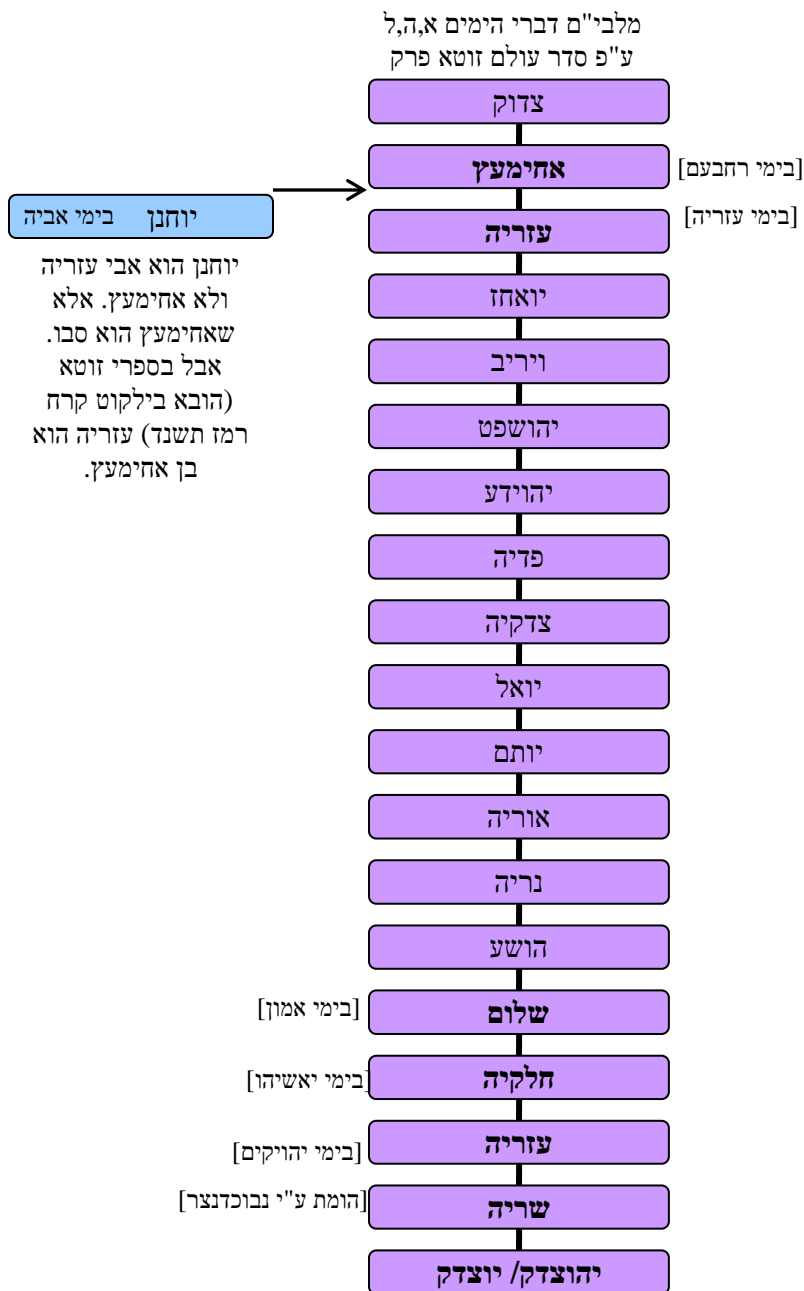 מלבי"ם דברי הימים א,ה,ל
ע"פ סדר עולם זוטא פרק
צדוק
אחימעץ
[בימי רחבעם]
יוחנן בימי אביה
יוחנן הוא אבי עזריה
ולא אחימעץ. אלא
שאחימעץ הוא סבו.
אבל בספרי זוטא
(הובא בילקוט קרח
רמז תשנד) עזריה הוא
בן אחימעץ.
עזריה
[בימי עזריה]
יואחז
ויריב
יהושפט
יהוידע
פדיה
צדקיה
יואל
יותם
אוריה
נריה
הושע
שלום
[בימי אמון]
חלקיה
[בימי יאשיהו]
עזריה
[בימי יהויקים]
שריה
[הומת ע"י נבוכדנצר]
יהוצדק/ יוצדק